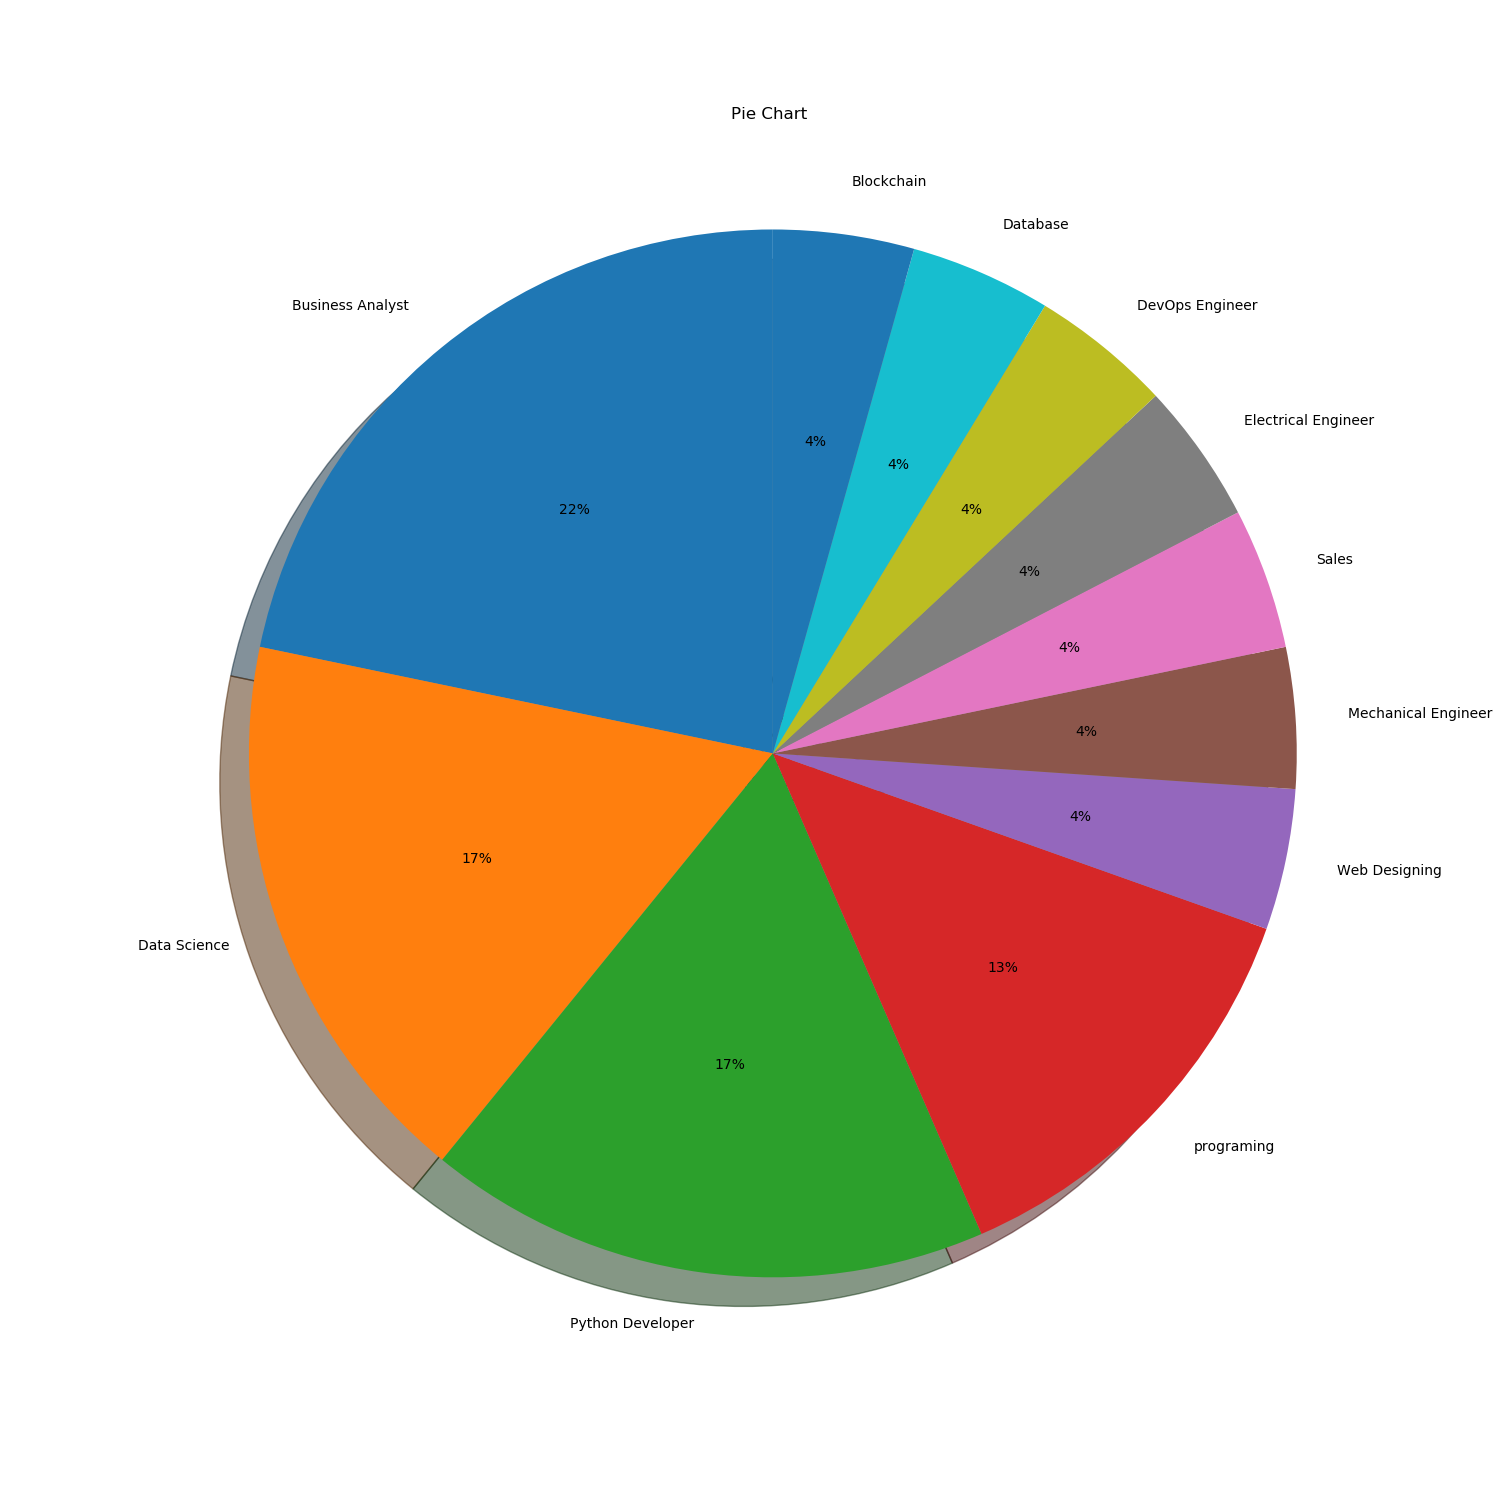 Pie Chart
Blockchain
Database
DevOps Engineer
Electrical Engineer
Sales
Mechanical Engineer
Web Designing
programing
Python Developer
Data Science
Business Analyst
4%
4%
4%
4%
4%
4%
4%
13%
17%
17%
22%